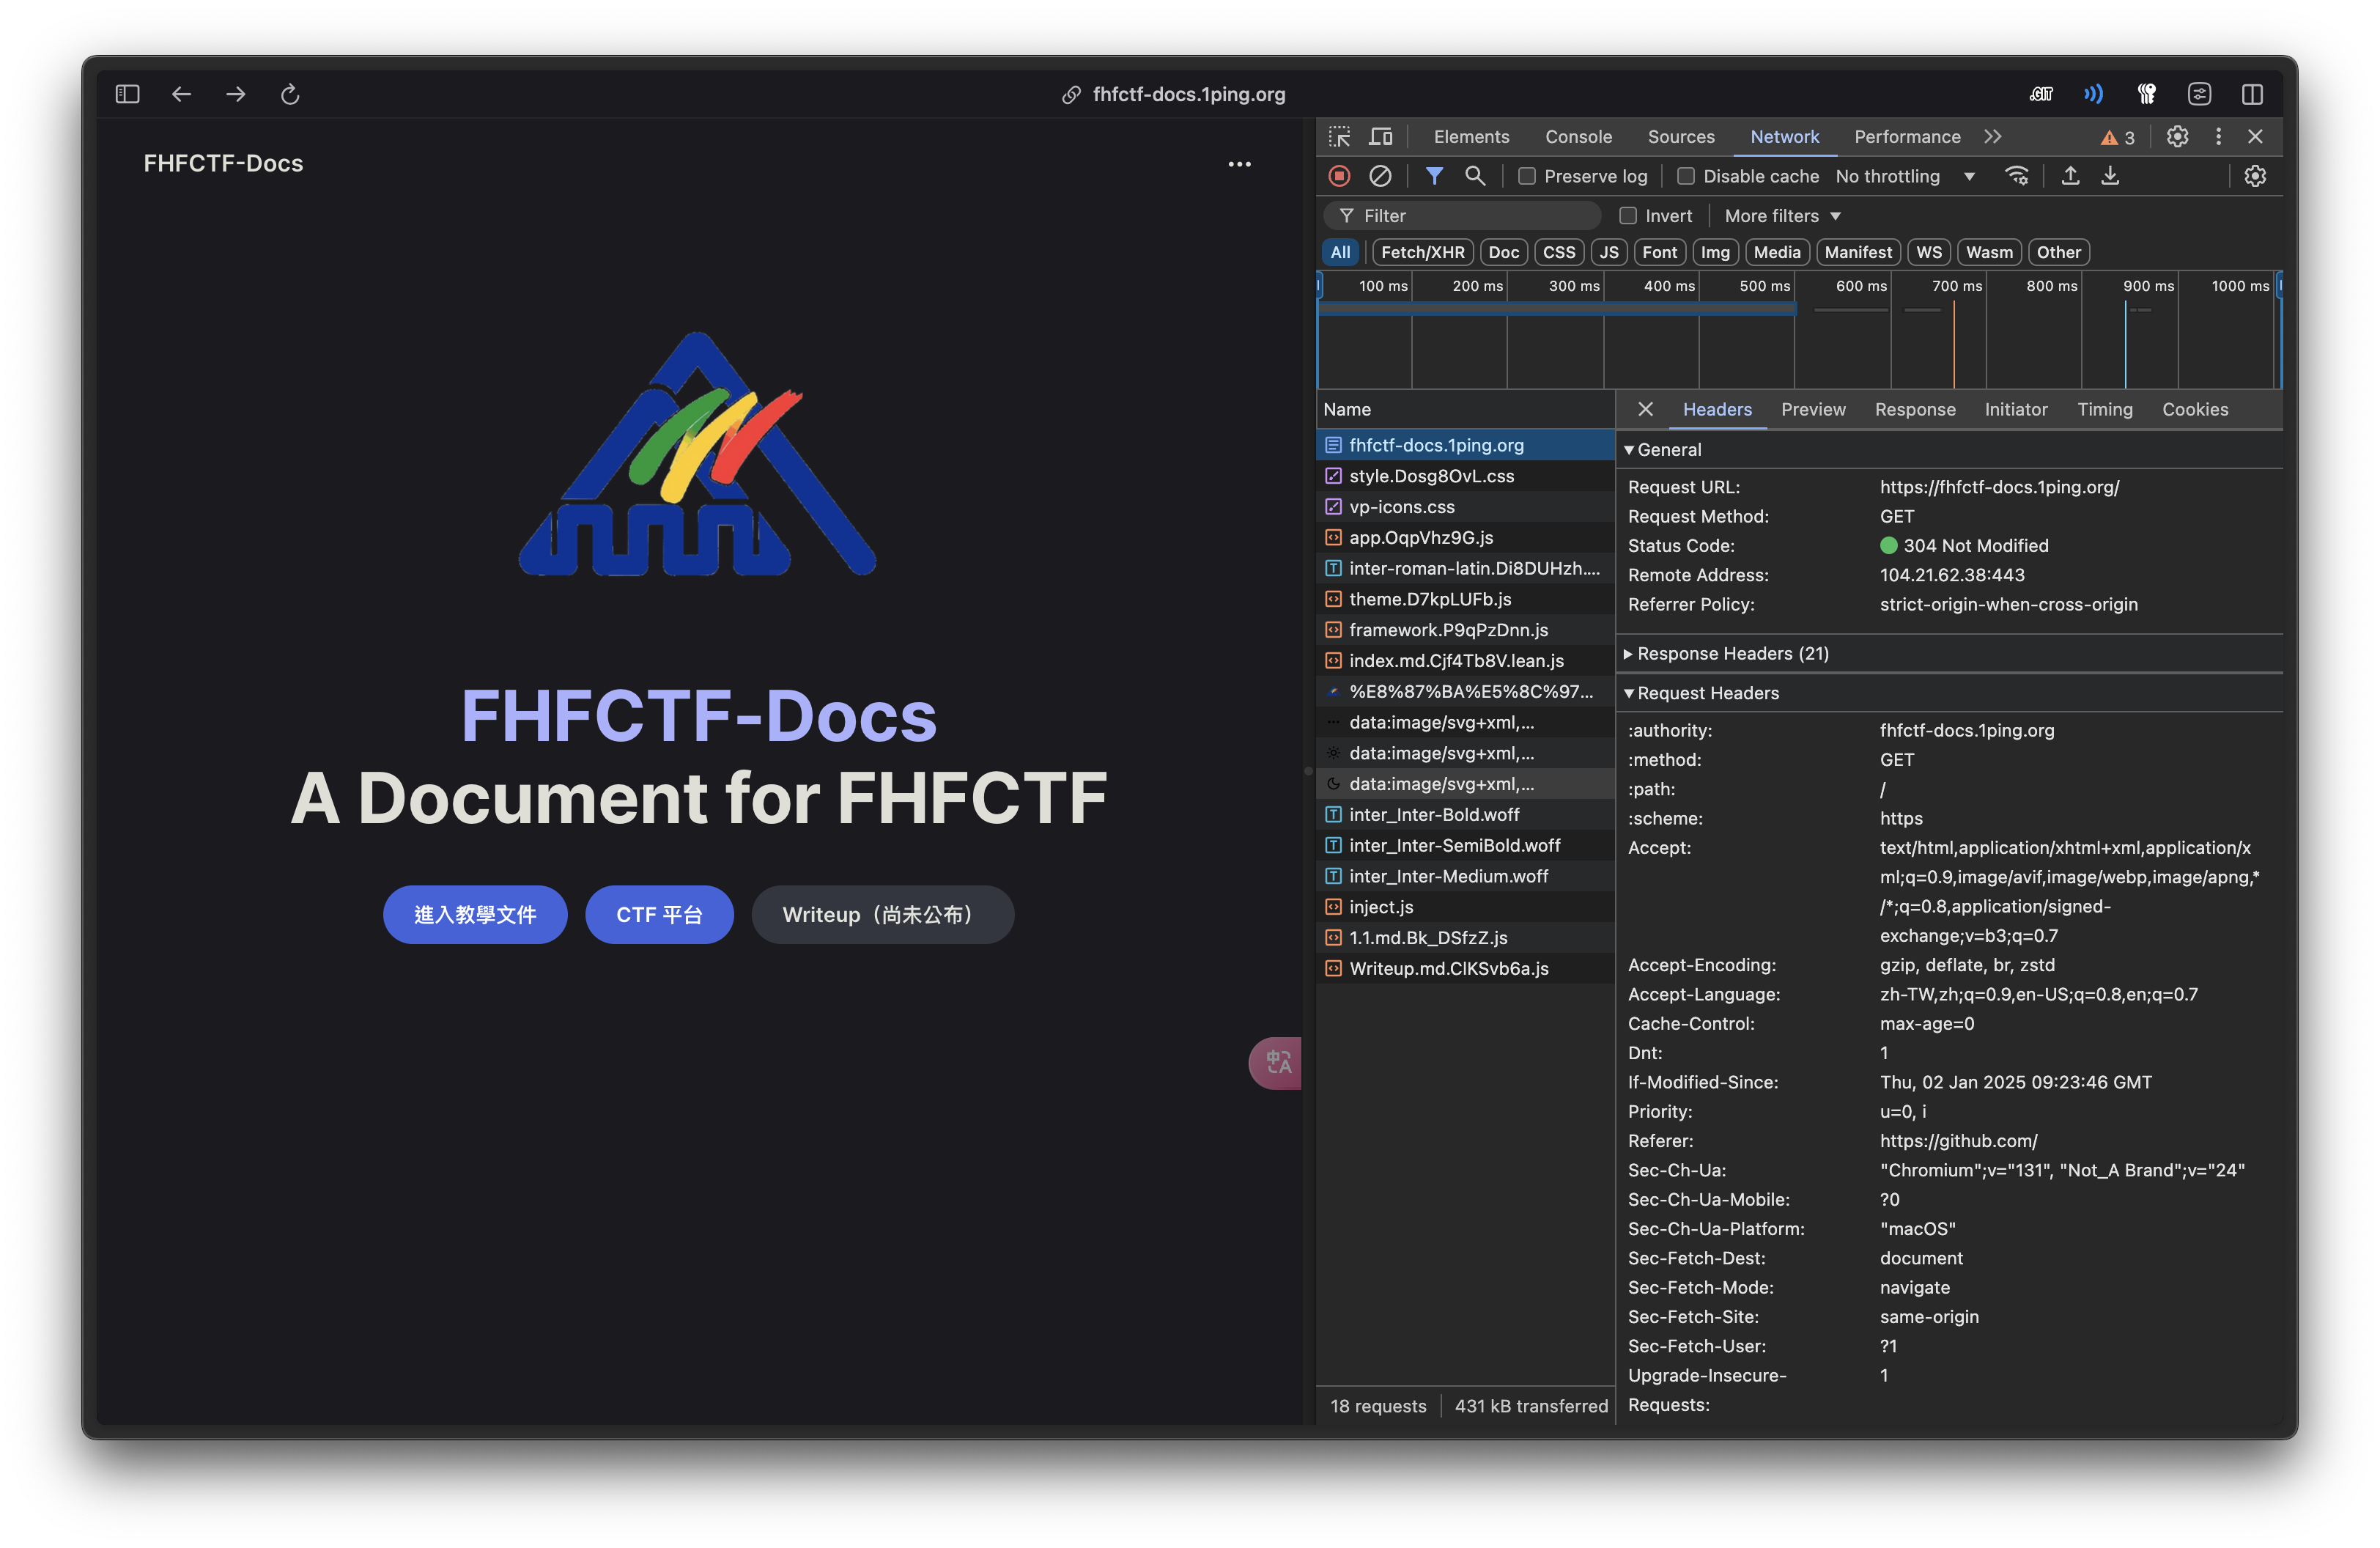 fhfctf-docs.1ping.org
.GIT
FHFCTF-Docs
FHFCTF-Docs
A Document for FHFCTF
進入教學文件
CTF 平台
Writeup（尚未公布）
中A
Elements
Console
Sources
Network
Performance
3
Preserve log
Disable cache
No throttling
Filter
Invert
More filters
All
Fetch/XHR
Doc
CSS
JS
Font
Img
Media
Manifest
WS
Wasm
Other
100 ms
200 ms
300 ms
400 ms
500 ms
600 ms
700 ms
800 ms
900 ms
1000 ms
Name
fhfctf-docs.1ping.org
style.Dosg8OvL.css
vp-icons.css
app.OqpVhz9G.js
inter-roman-latin.Di8DUHzh....
theme.D7kpLUFb.js
framework.P9qPzDnn.js
index.md.Cjf4Tb8V.lean.js
%E8%87%BA%E5%8C%97...
data:image/svg+xml,...
data:image/svg+xml,...
data:image/svg+xml,...
inter_Inter-Bold.woff
inter_Inter-SemiBold.woff
inter_Inter-Medium.woff
inject.js
1.1.md.Bk_DSfzZ.js
Writeup.md.ClKSvb6a.js
18 requests
431 kB transferred
Headers
Preview
Response
Initiator
Timing
Cookies
General
Request URL: https://fhfctf-docs.1ping.org/
Request Method: GET
Status Code: 304 Not Modified
Remote Address: 104.21.62.38:443
Referrer Policy: strict-origin-when-cross-origin
Response Headers (21)
Request Headers
:authority: fhfctf-docs.1ping.org
:method: GET
:path: /
:scheme: https
Accept: text/html,application/xhtml+xml,application/x
ml;q=0.9,image/avif,image/webp,image/apng,*
/*;q=0.8,application/signed-
exchange;v=b3;q=0.7
Accept-Encoding: gzip, deflate, br, zstd
Accept-Language: zh-TW,zh;q=0.9,en-US;q=0.8,en;q=0.7
Cache-Control: max-age=0
Dnt: 1
If-Modified-Since: Thu, 02 Jan 2025 09:23:46 GMT
Priority: u=0, i
Referer: https://github.com/
Sec-Ch-Ua: "Chromium";v="131", "Not_A Brand";v="24"
Sec-Ch-Ua-Mobile: ?0
Sec-Ch-Ua-Platform: "macOS"
Sec-Fetch-Dest: document
Sec-Fetch-Mode: navigate
Sec-Fetch-Site: same-origin
Sec-Fetch-User: ?1
Upgrade-Insecure- 1
Requests: